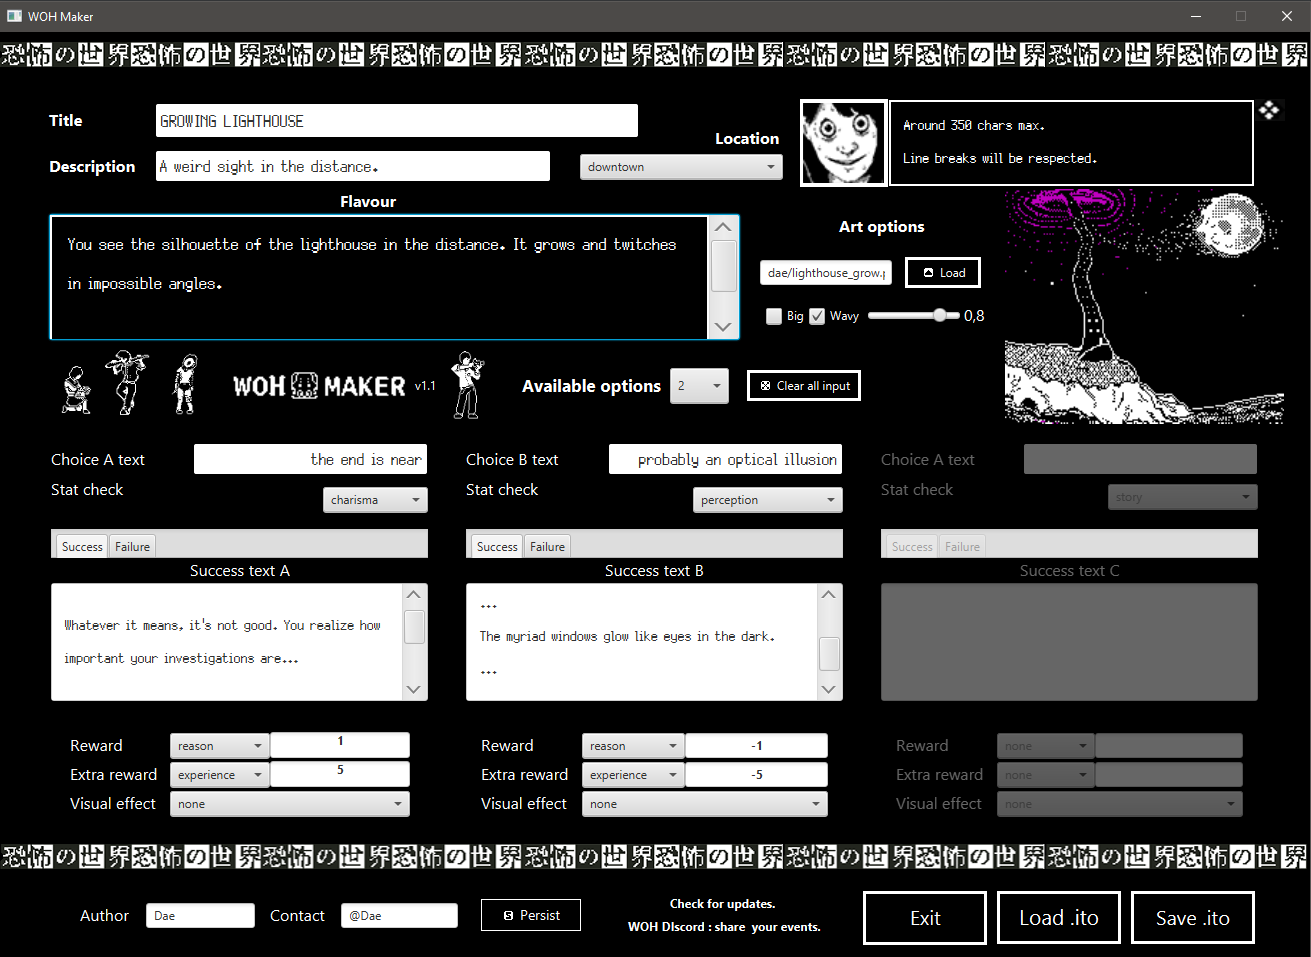 WOH Maker
恐怖の世界恐怖の世界恐怖の世界恐怖の世界恐怖の世界恐怖の世界恐怖の世界恐怖の世界恐怖の世界恐怖の世界
Title
GROWING LIGHTHOUSE
Location
Around 350 chars max.
Line breaks will be respected.
Description
A weird sight in the distance.
downtown
Flavour
You see the silhouette of the lighthouse in the distance. It grows and twitches
in impossible angles.
Art options
dae/lighthouse_grow.p
Load
Big
Wavy
0,8
WOH MAKER v1.1
Available options
2
Clear all input
Choice A text
the end is near
Stat check
charisma
Success
Failure
Success text A
Whatever it means, it's not good. You realize how
important your investigations are...
Reward
reason
1
Extra reward
experience
5
Visual effect
none
Choice B text
probably an optical illusion
Stat check
perception
Success
Failure
Success text B
...
The myriad windows glow like eyes in the dark.
...
Reward
reason
-1
Extra reward
experience
-5
Visual effect
none
Choice A text
Stat check
story
Success
Failure
Success text C
Reward
none
Extra reward
none
Visual effect
none
恐怖の世界恐怖の世界恐怖の世界恐怖の世界恐怖の世界恐怖の世界恐怖の世界恐怖の世界恐怖の世界恐怖の世界
Author
Dae
Contact
@Dae
Persist
Check for updates.
WOH DIscord : share your events.
Exit
Load .ito
Save .ito